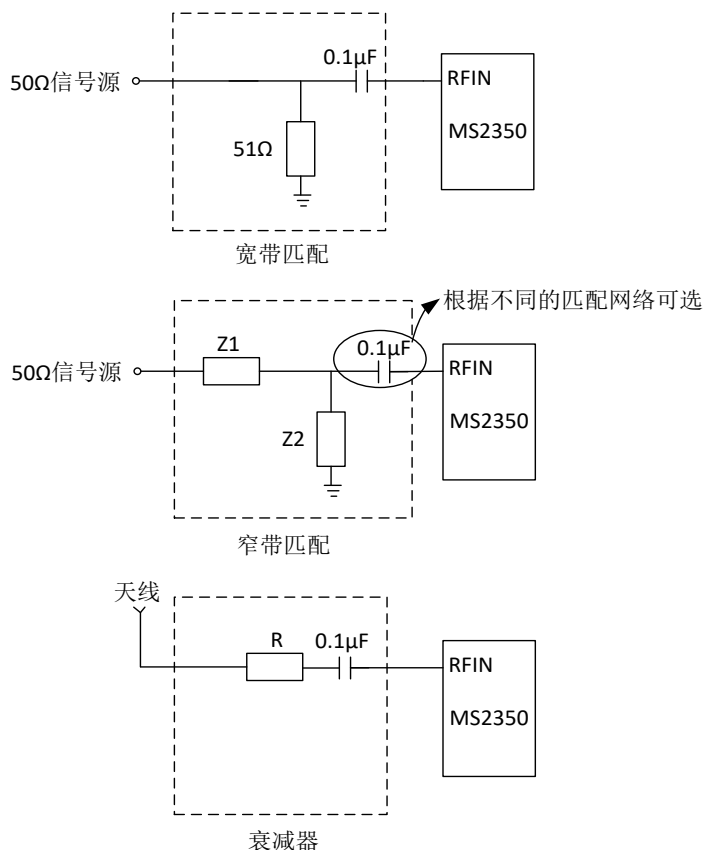 0.1μF
50Ω信号源
RFIN
MS2350
51Ω
宽带匹配
根据不同的匹配网络可选
Z1
0.1μF
50Ω信号源
RFIN
MS2350
Z2
窄带匹配
天线
R
0.1μF
RFIN
MS2350
衰减器